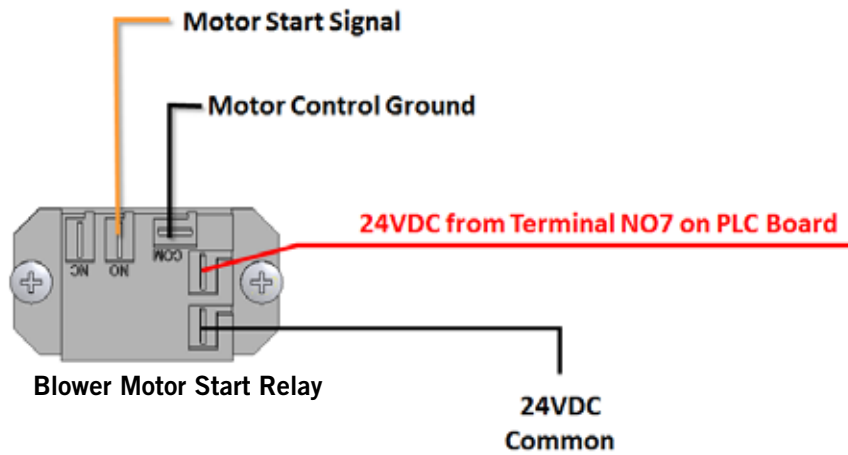 Motor Start Signal
Motor Control Ground
24VDC from Terminal NO7 on PLC Board
NC
NO
COM
Blower Motor Start Relay
24VDC
Common